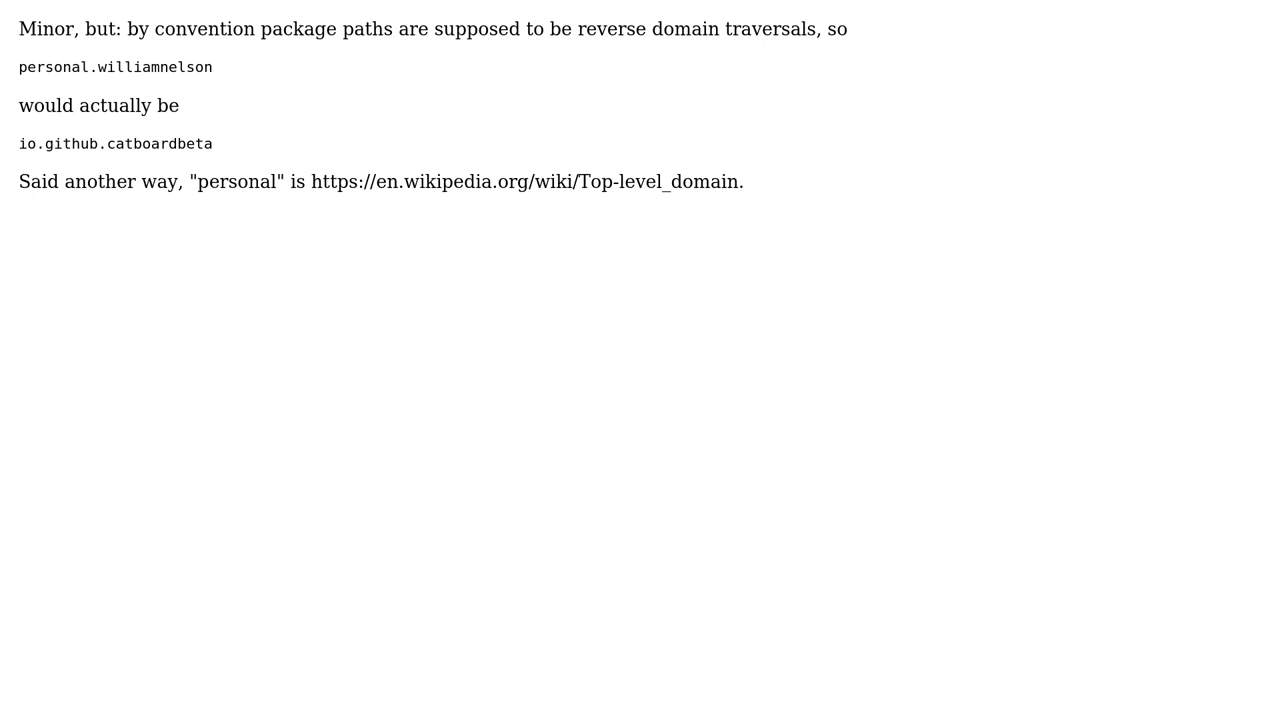 Minor, but: by convention package paths are supposed to be reverse domain traversals, so
personal.williamnelson
would actually be
io.github.catboardbeta
Said another way, "personal" is https://en.wikipedia.org/wiki/Top-level_domain.